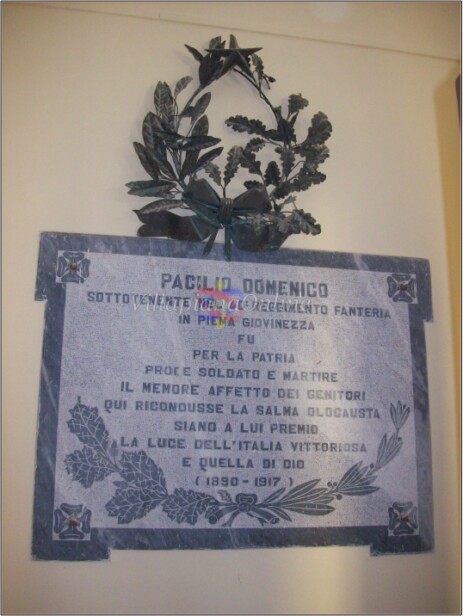 PACILIO DOMENICO
SOTTOTENENTE REGGIMENTO FANTERIA
IN PIENA GIOVINEZZA
FU
PER LA PATRIA
PRODE SOLDATO E MARTIRE
IL MEMORE AFFETTO DEI GENITORI
QUI RICONDUSSE LA SALMA OLOCAUSTA
SIANO A LUI PREMIO
LA LUCE DELL'ITALIA VITTORIOSA
E QUELLA DI DIO
(1890-1917)